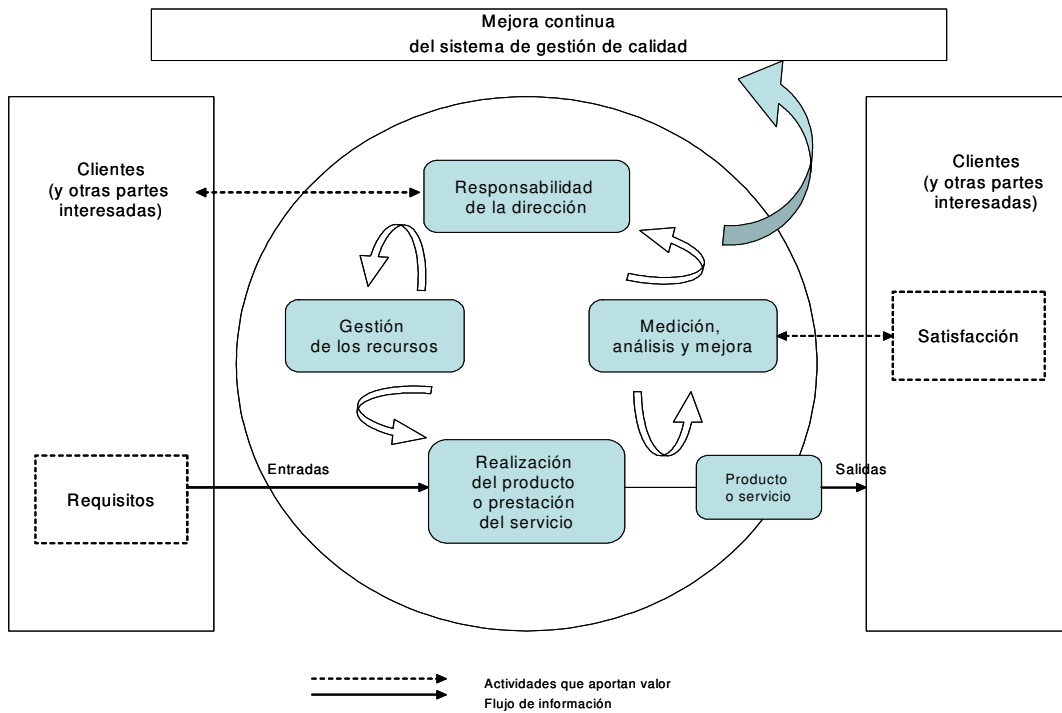 Mejora continua
del sistema de gestión de calidad
Clientes
(y otras partes
interesadas)
Responsabilidad
de la dirección
Clientes
(y otras partes
interesadas)
Gestión
de los recursos
Medición,
análisis y mejora
Satisfacción
Requisitos
Entradas
Realización
del producto
o prestación
del servicio
Producto
o servicio
Salidas
Actividades que aportan valor
Flujo de información